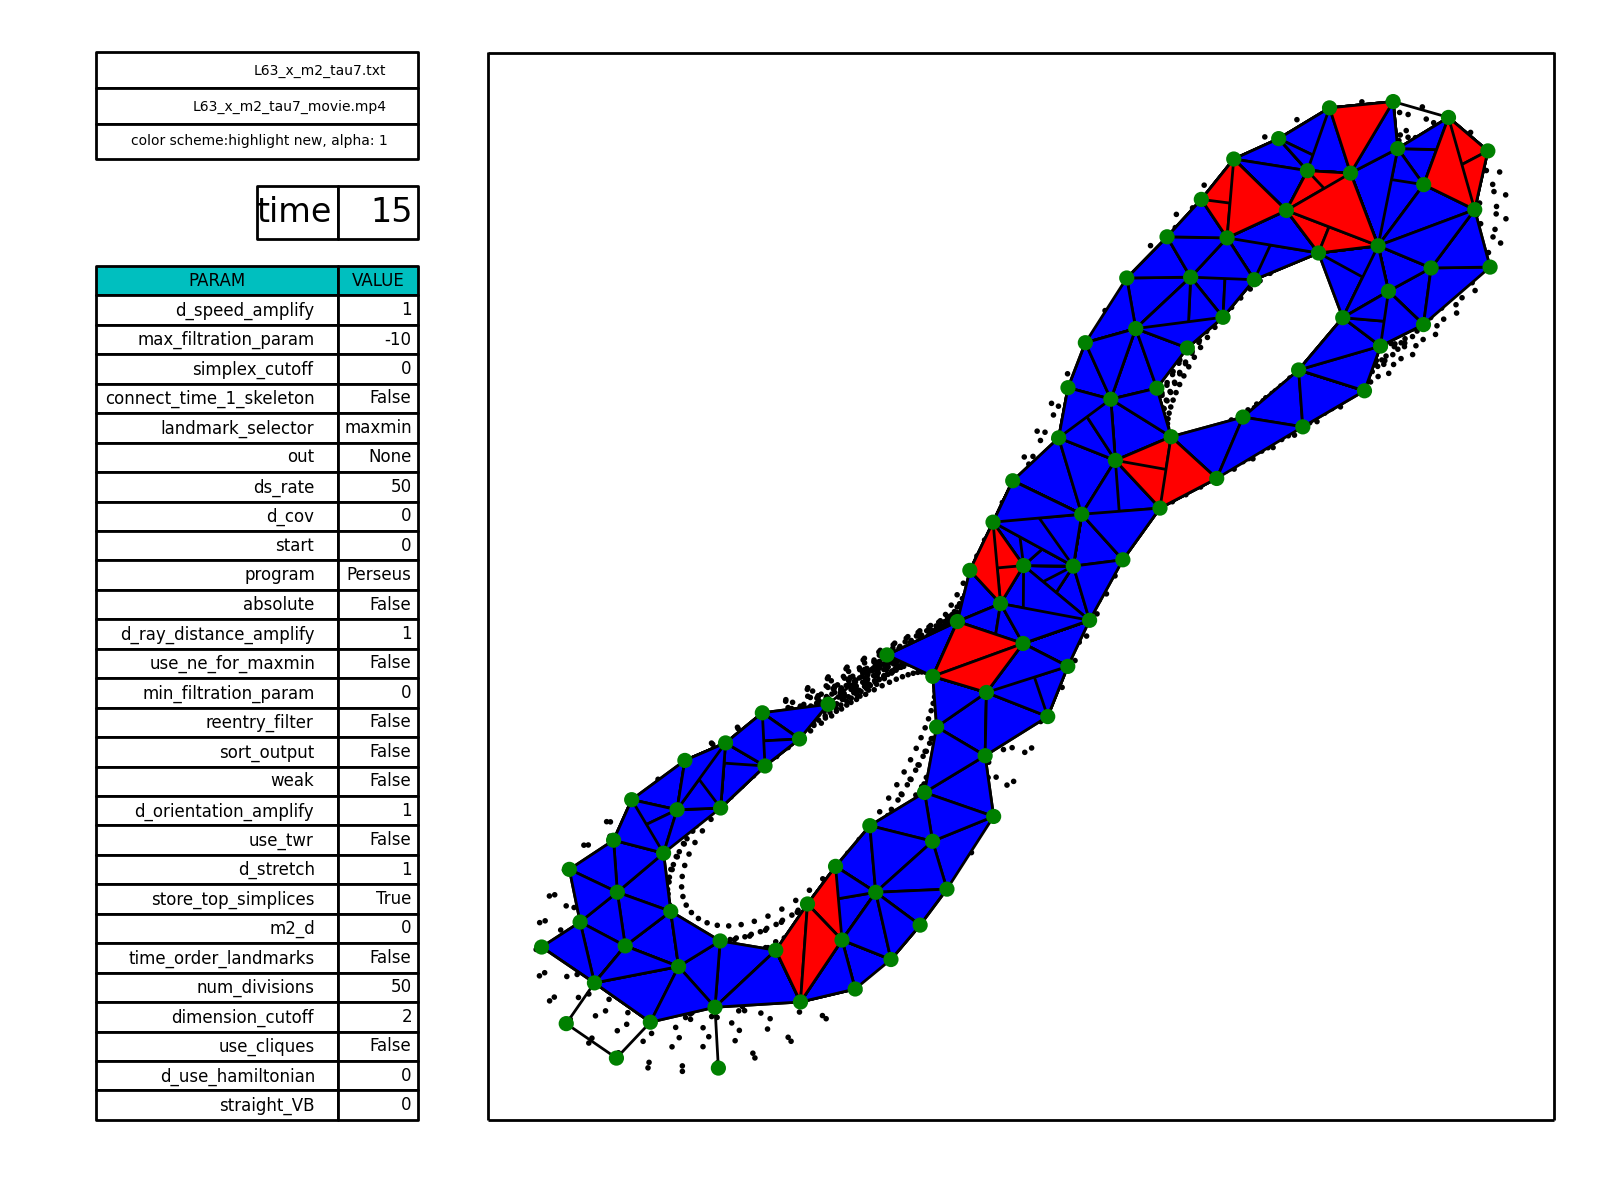 L63_x_m2_tau7.txt
L63_x_m2_tau7_movie.mp4
color scheme:highlight new, alpha: 1
time 15
PARAM VALUE
d_speed_amplify 1
max_filtration_param -10
simplex_cutoff 0
connect_time_1_skeleton False
landmark_selector maxmin
out None
ds_rate 50
d_cov 0
start 0
program Perseus
absolute False
d_ray_distance_amplify 1
use_ne_for_maxmin False
min_filtration_param 0
reentry_filter False
sort_output False
weak False
d_orientation_amplify 1
use_twr False
d_stretch 1
store_top_simplices True
m2_d 0
time_order_landmarks False
num_divisions 50
dimension_cutoff 2
use_cliques False
d_use_hamiltonian 0
straight_VB 0